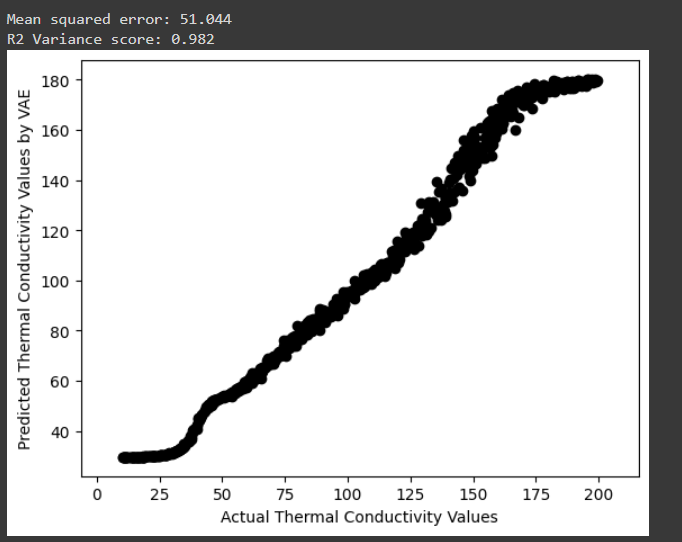 Mean squared error: 51.044
R2 Variance score: 0.982
Predicted Thermal Conductivity Values by VAE
180
160
140
120
100
80
60
40
0 25 50 75 100 125 150 175 200
Actual Thermal Conductivity Values